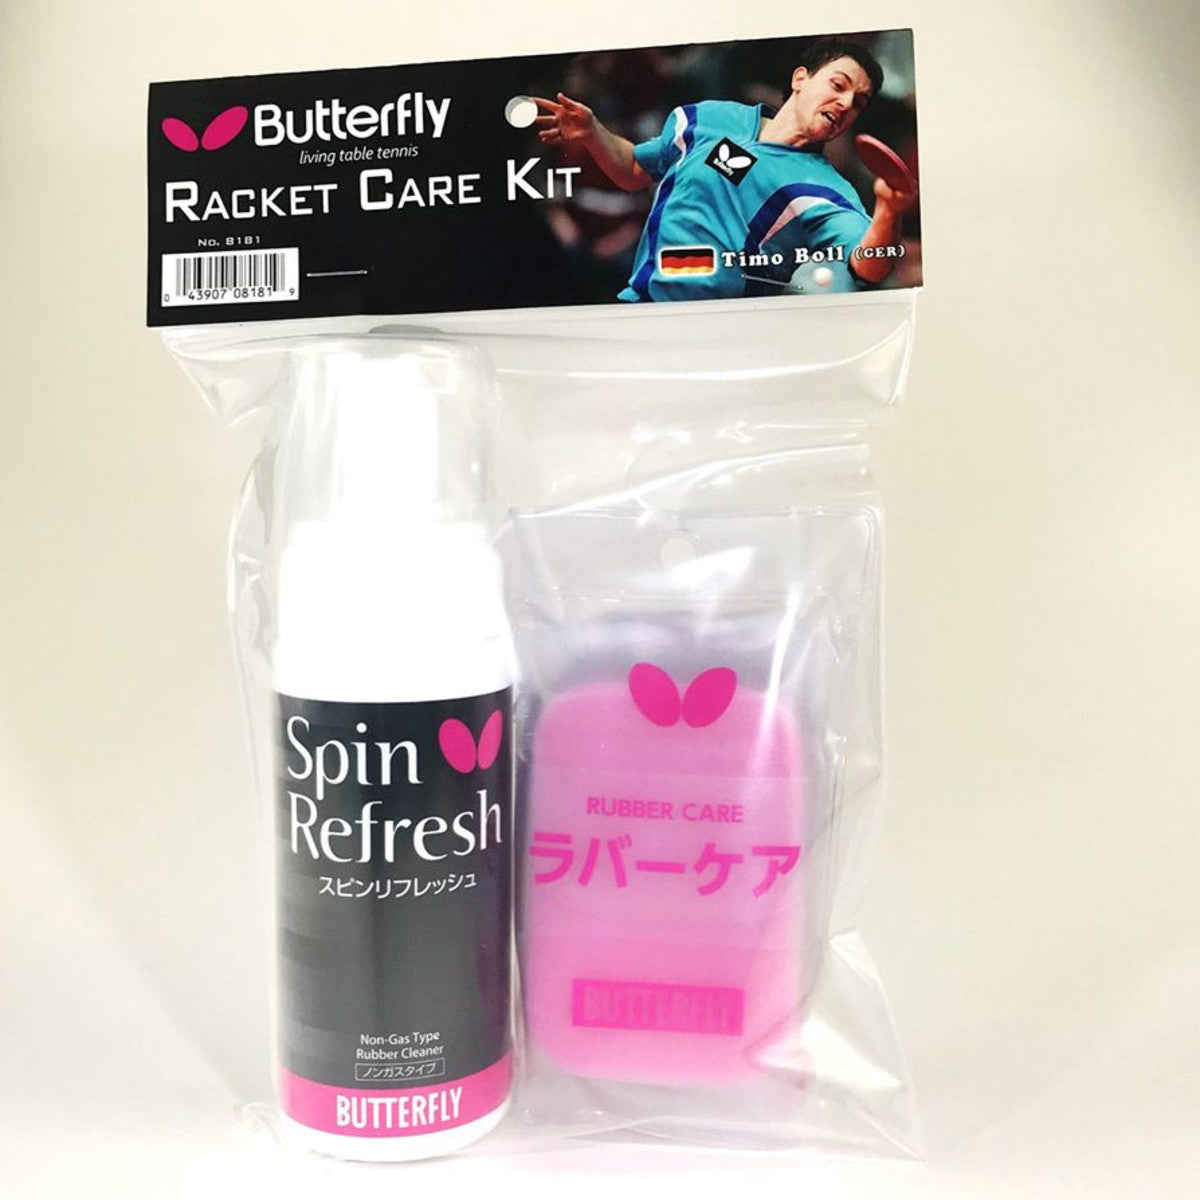 Butterfly
living table tennis
RACKET CARE KIT
No. 8181
0 43907 08181 9
Butterfly
Timo Boll (GER)
Spin
Refresh
スピンリフレッシュ
Non-Gas Type
Rubber Cleaner
ノンガスタイプ
BUTTERFLY
RUBBER CARE
ラバーケア
BUTTERFLY